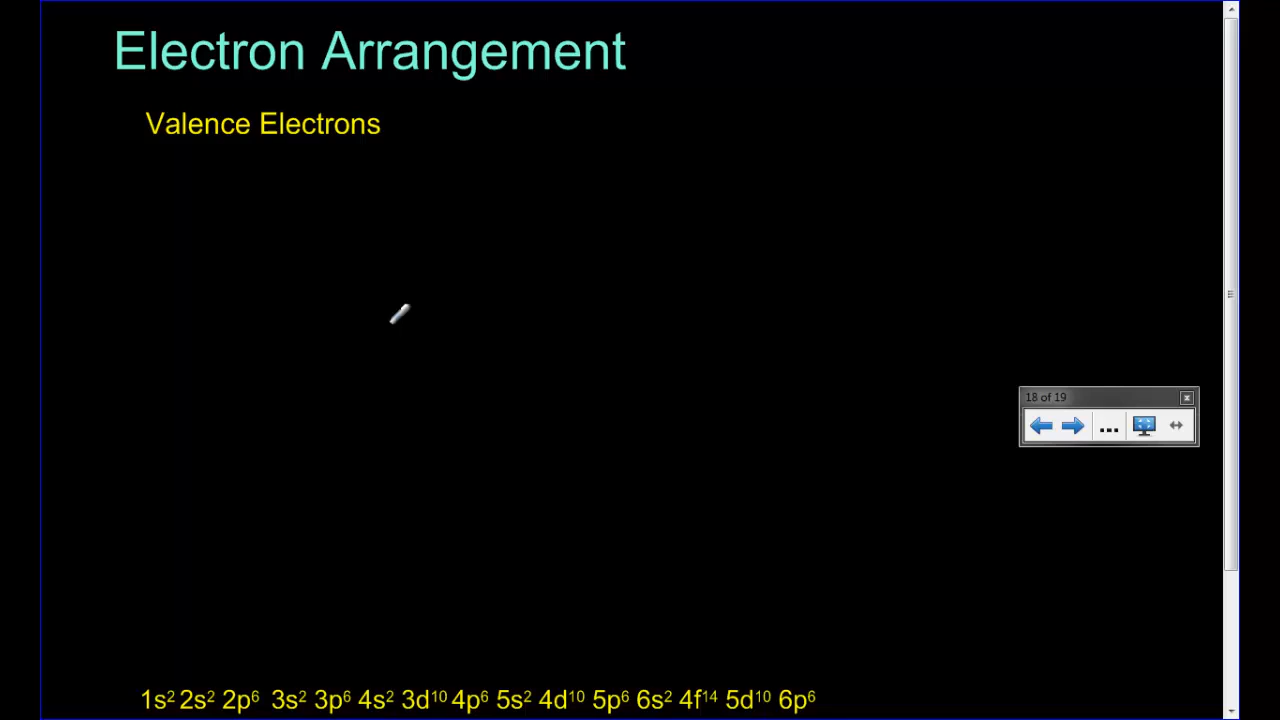 Electron Arrangement
Valence Electrons
18 of 19
1s² 2s² 2p⁶ 3s² 3p⁶ 4s² 3d¹⁰ 4p⁶ 5s² 4d¹⁰ 5p⁶ 6s² 4f¹⁴ 5d¹⁰ 6p⁶